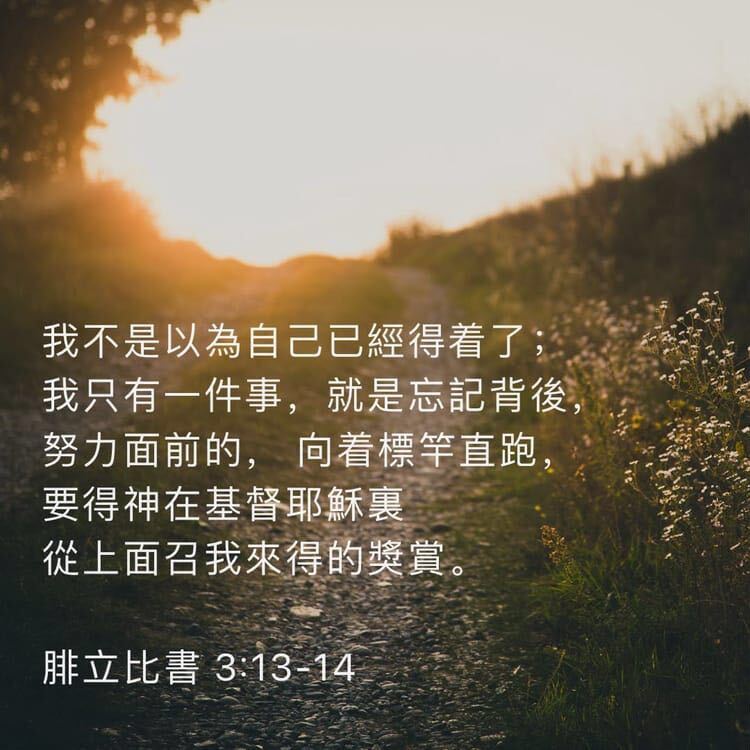 我不是以為自己已經得着了；
我只有一件事，就是忘記背後，
努力面前的， 向着標竿直跑，
要得神在基督耶穌裏
從上面召我來得的獎賞。
腓立比書 3:13-14